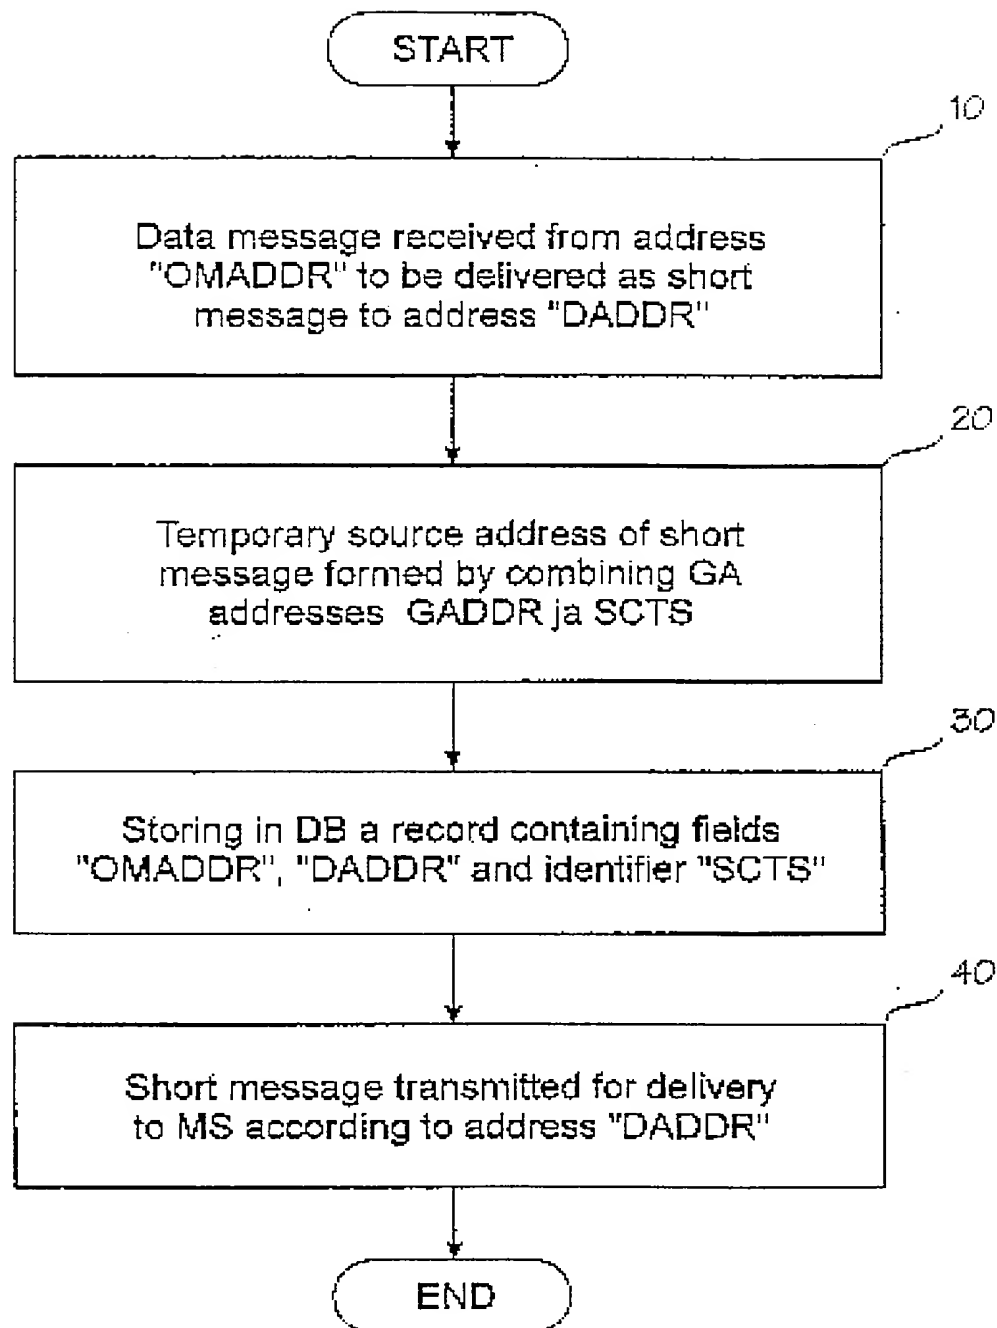 START
10
Data message received from address
"OMADDR" to be delivered as short
message to address "DADDR"
20
Temporary source address of short
message formed by combining GA
addresses GADDR ja SCTS
30
Storing in DB a record containing fields
"OMADDR", "DADDR" and identifier "SCTS"
40
Short message transmitted for delivery
to MS according to address "DADDR"
END